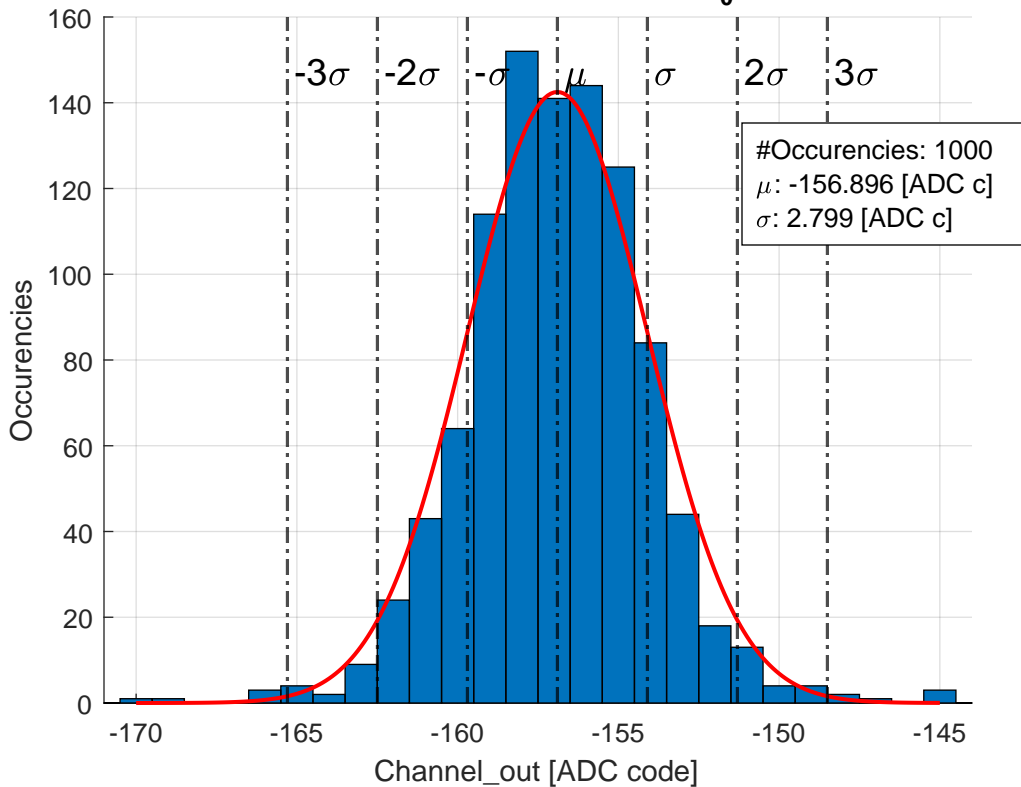 0
160
-3σ -2σ -σ μ σ 2σ 3σ
140
#Occurencies: 1000
μ: -156.896 [ADC c]
σ: 2.799 [ADC c]
120
100
80
60
40
20
0
Occurencies
-170 -165 -160 -155 -150 -145
Channel_out [ADC code]